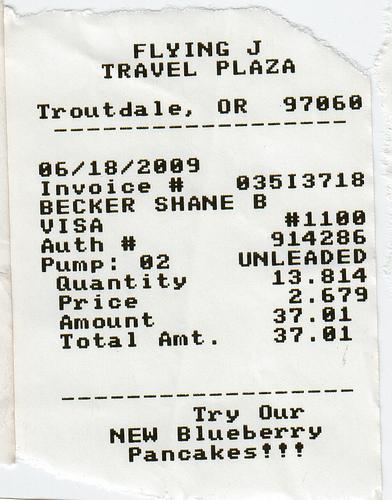 FLYING J
TRAVEL PLAZA
Troutdale, OR 97060
-------------------
06/18/2009
Invoice # 035I3718
BECKER SHANE B
VISA #1100
Auth # 914286
Pump: 02 UNLEADED
Quantity 13.814
Price 2.679
Amount 37.01
Total Amt. 37.01
-------------------
Try Our
NEW Blueberry
Pancakes!!!